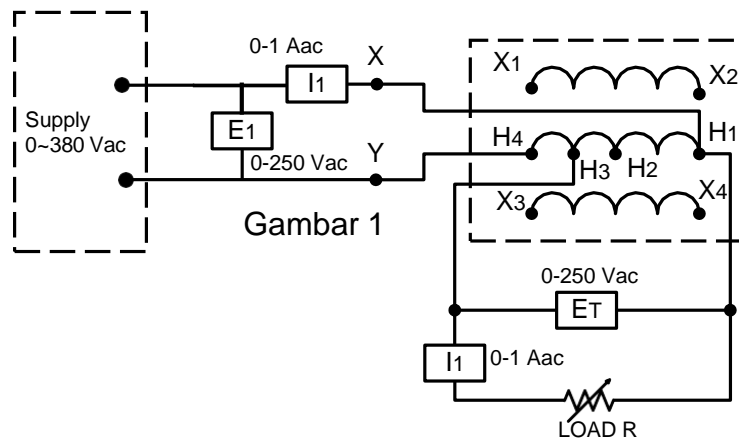 0-1 Aac
X
X1
X2
I1
Supply
0~380 Vac
E1
H1
H4
0-250 Vac
Y
H3
H2
X3
X4
Gambar 1
0-250 Vac
ET
I1
0-1 Aac
LOAD R